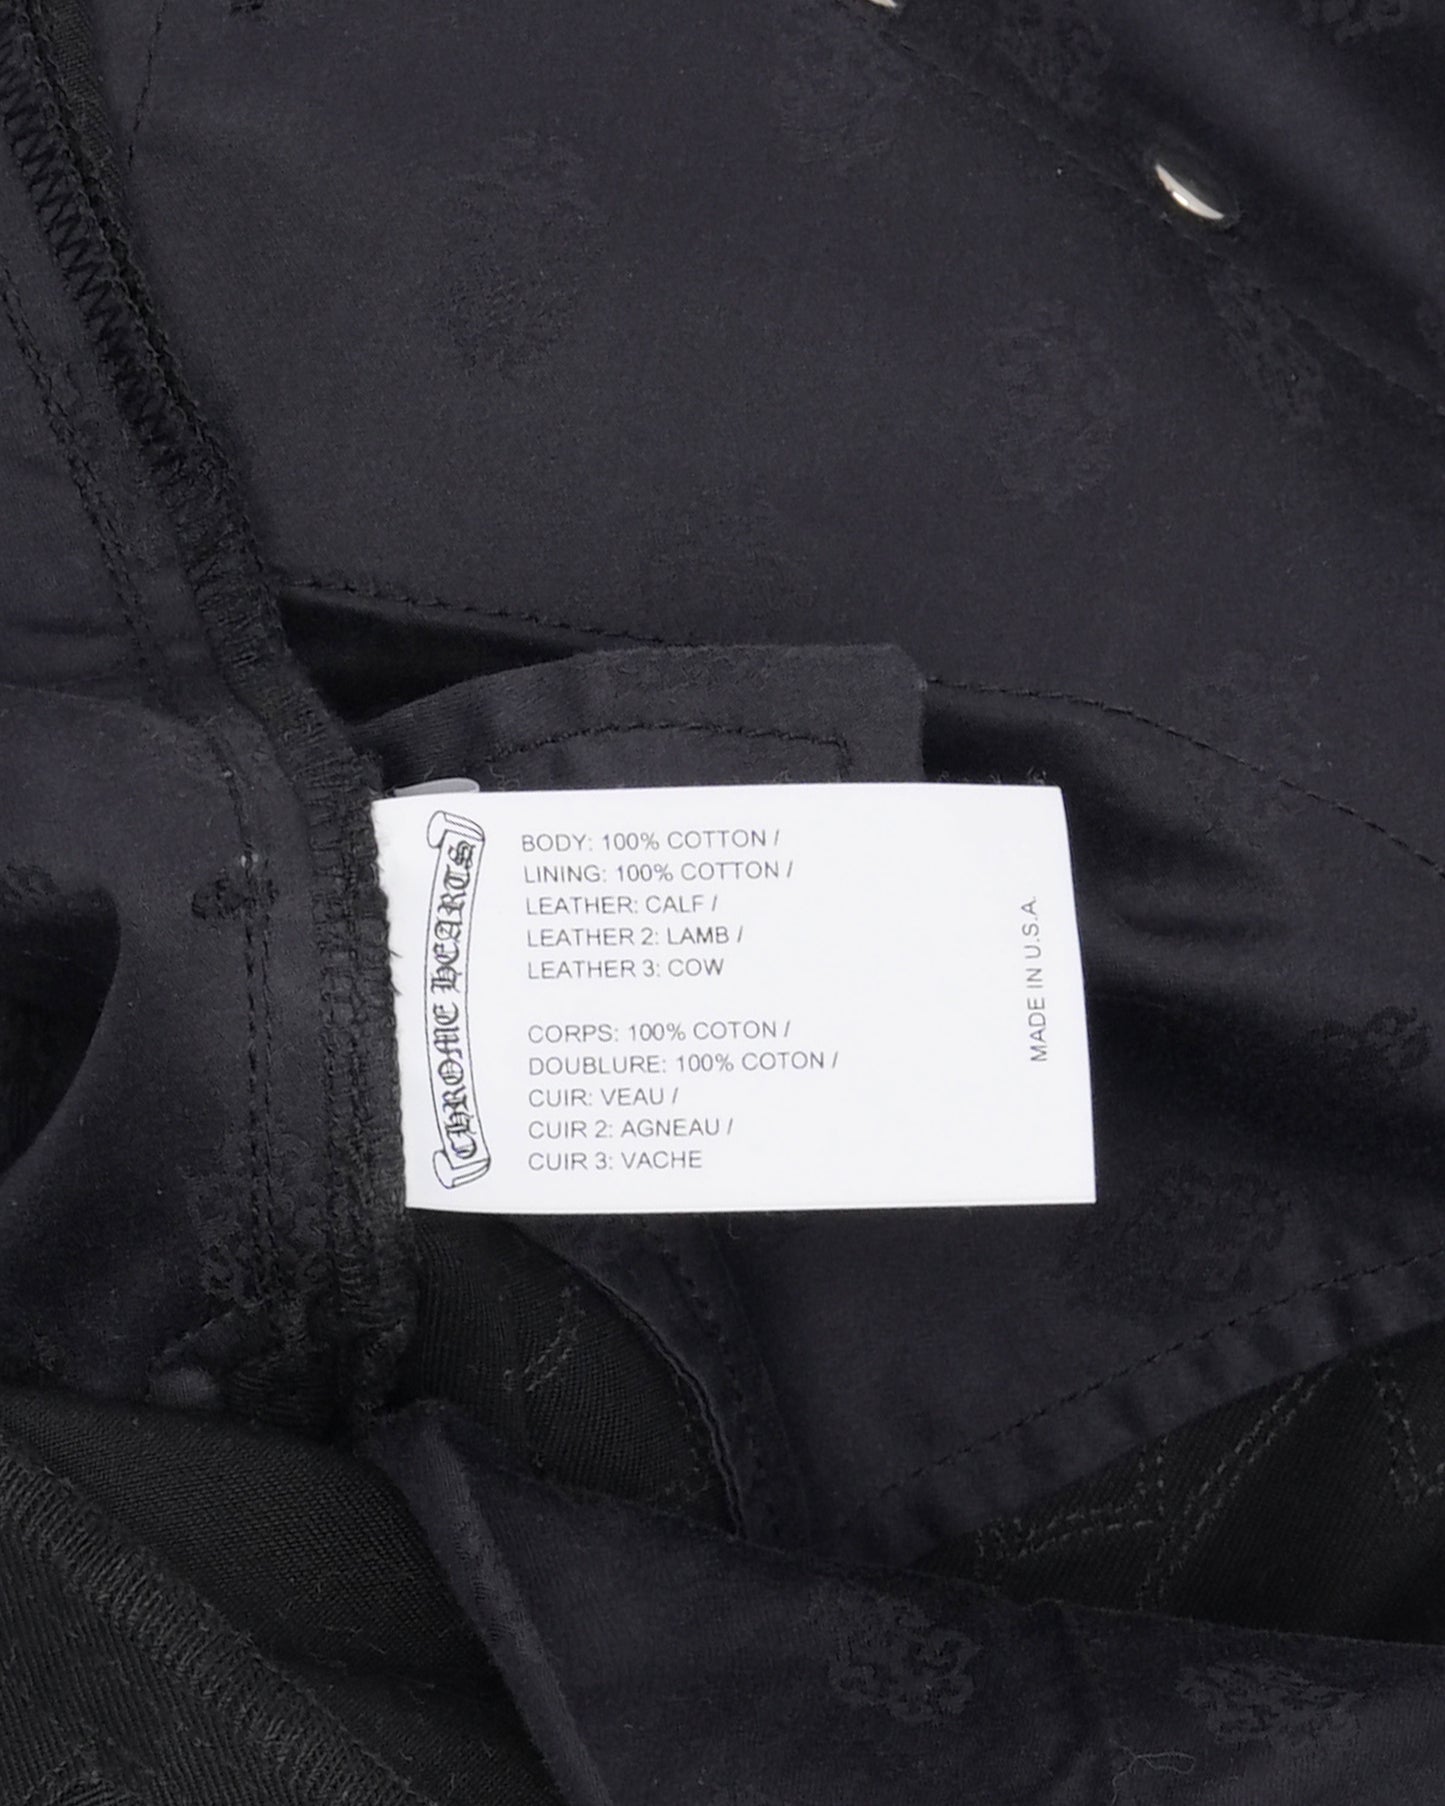 CHROME HEARTS
BODY: 100% COTTON /
LINING: 100% COTTON /
LEATHER: CALF /
LEATHER 2: LAMB /
LEATHER 3: COW
CORPS: 100% COTON /
DOUBLURE: 100% COTON /
CUIR: VEAU /
CUIR 2: AGNEAU /
CUIR 3: VACHE
MADE IN U.S.A.